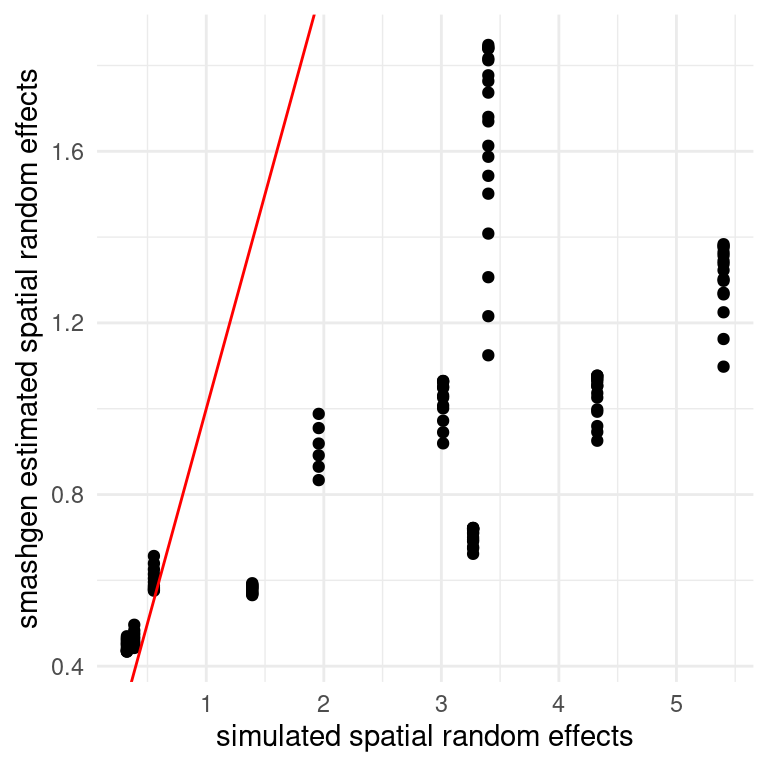 smashgen estimated spatial random effects
1.6
1.2
0.8
0.4
1 2 3 4 5
simulated spatial random effects